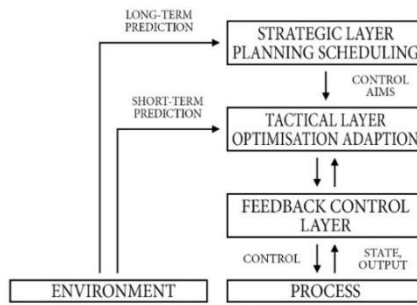 LONG-TERM
PREDICTION
STRATEGIC LAYER
PLANNING SCHEDULING
CONTROL
AIMS
SHORT-TERM
PREDICTION
TACTICAL LAYER
OPTIMISATION ADAPTION
FEEDBACK CONTROL
LAYER
CONTROL
STATE,
OUTPUT
ENVIRONMENT
PROCESS